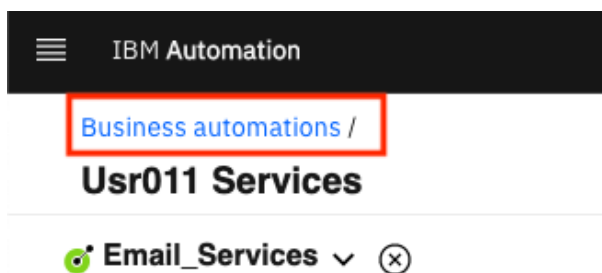 IBM Automation
Business automations /
Usr011 Services
Email_Services